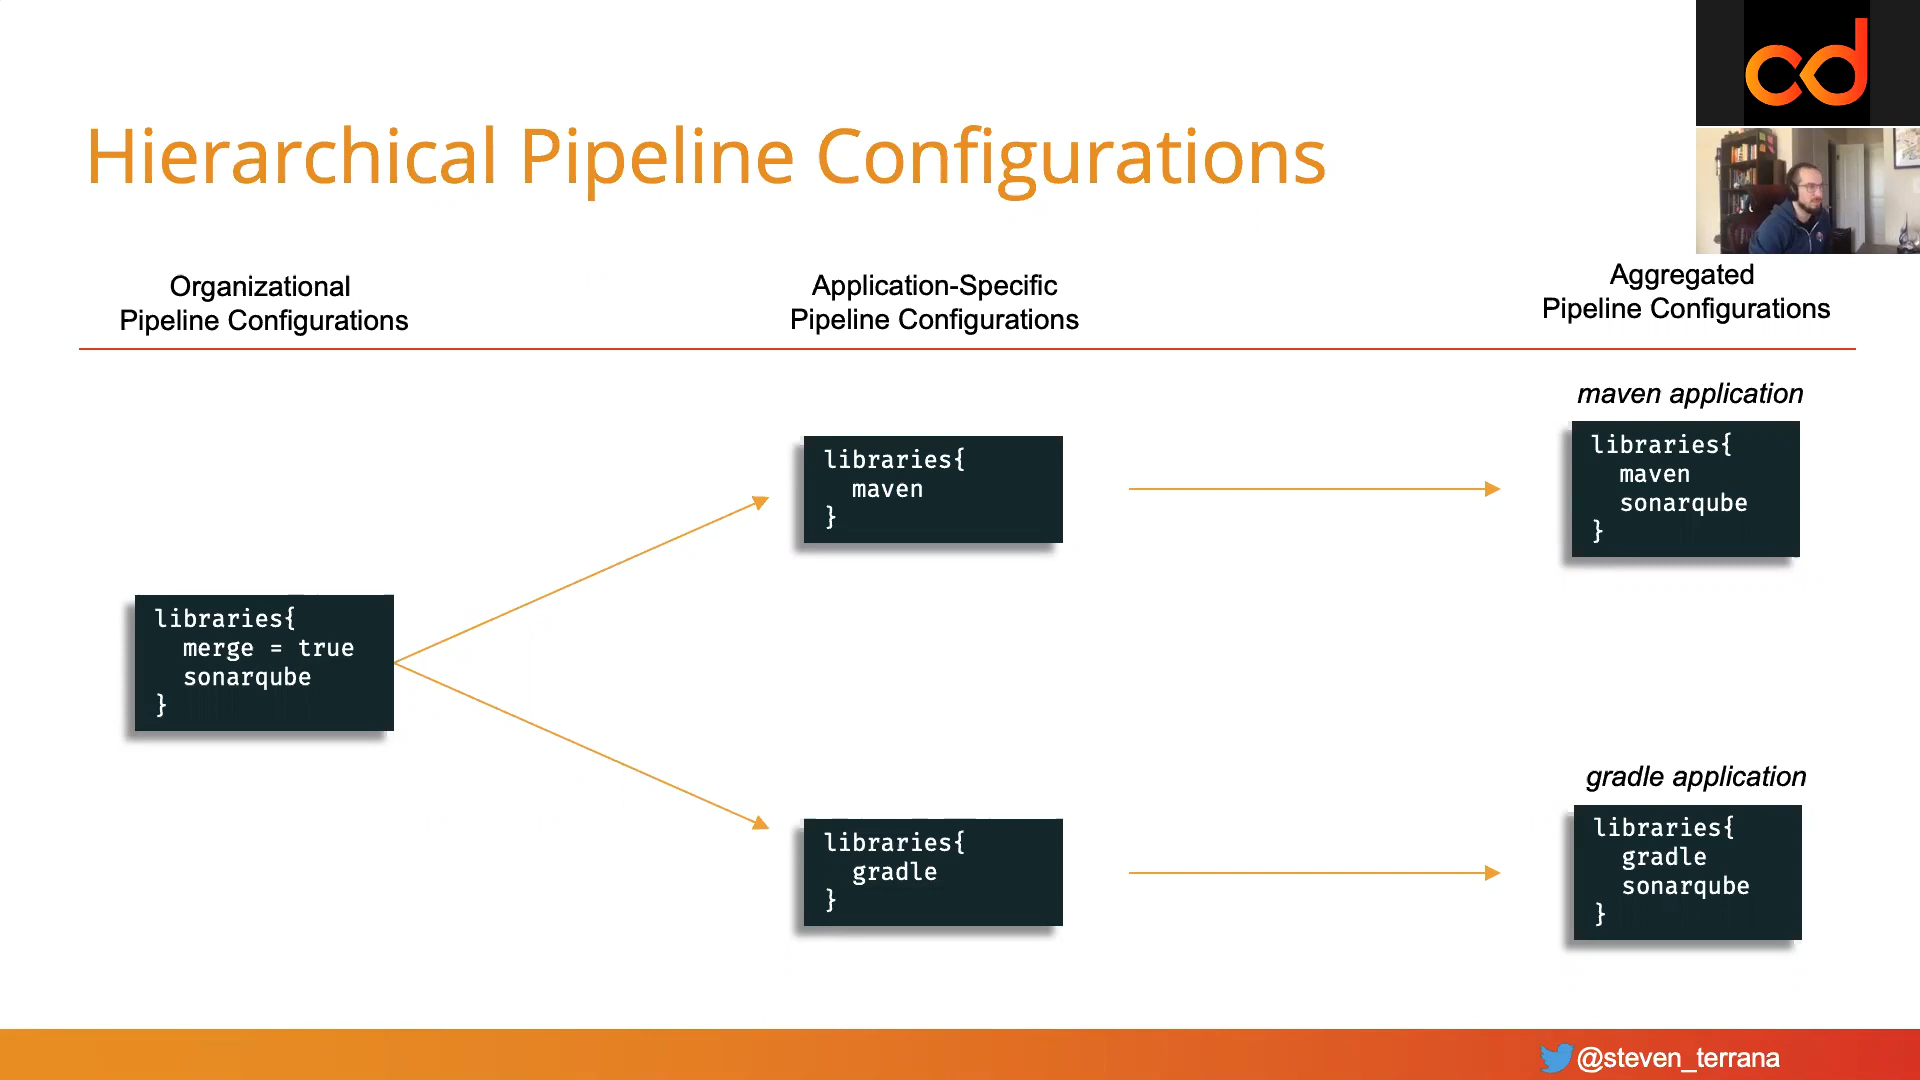 cd
Hierarchical Pipeline Configurations
Organizational
Pipeline Configurations
Application-Specific
Pipeline Configurations
Aggregated
Pipeline Configurations
libraries{
  merge = true
  sonarqube
}
libraries{
  maven
}
maven application
libraries{
  maven
  sonarqube
}
libraries{
  gradle
}
gradle application
libraries{
  gradle
  sonarqube
}
@steven_terrana